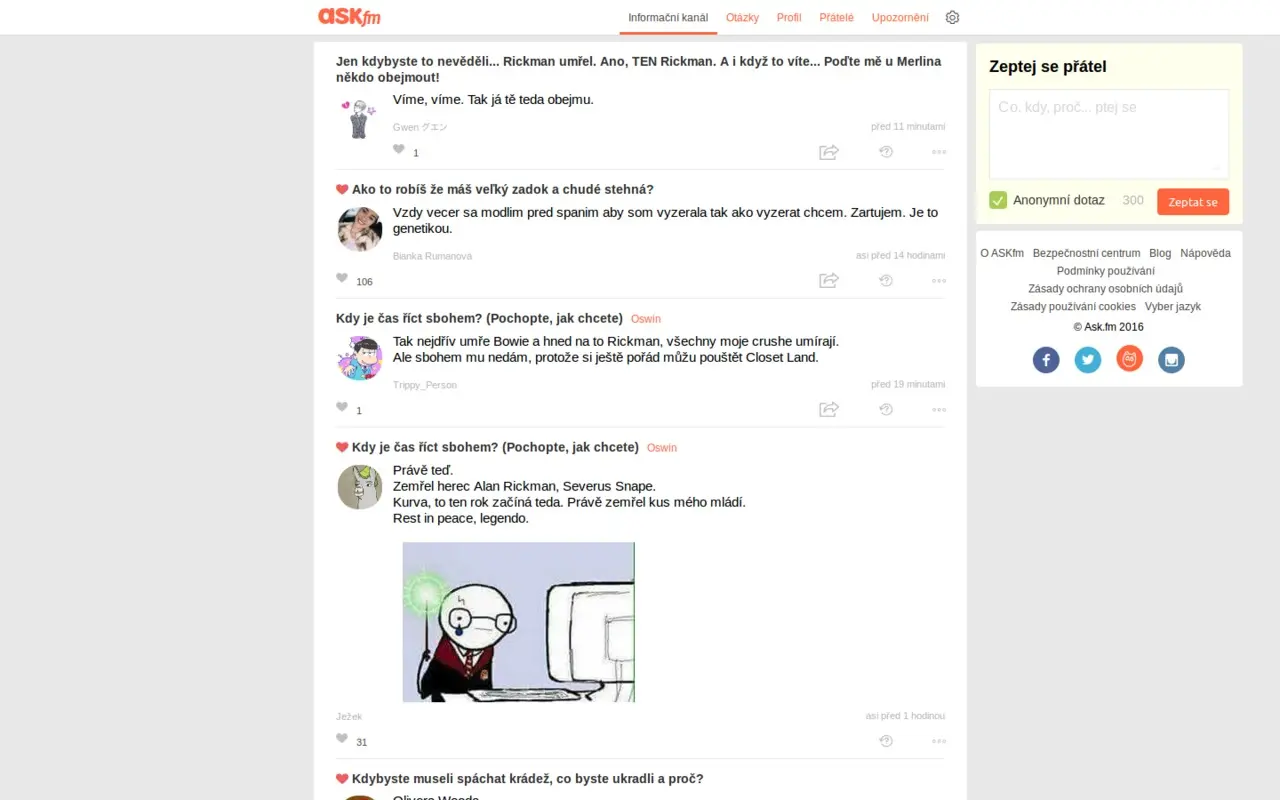 ASKfm
Informační kanál Otázky Profil Přátelé Upozornění
Jen kdybyste to nevěděli... Rickman umřel. Ano, TEN Rickman. A i když to víte... Poďte mě u Merlina
někdo obejmout!
Víme, víme. Tak já tě teda obejmu.
Gwen グエン před 11 minutami
1
Ako to robíš že máš veľký zadok a chudé stehná?
Vzdy vecer sa modlim pred spanim aby som vyzerala tak ako vyzerat chcem. Zartujem. Je to
genetikou.
Bianka Rumanová asi před 14 hodinami
106
Kdy je čas říct sbohem? (Pochopte, jak chcete) Oswin
Tak nejdřív umře Bowie a hned na to Rickman, všechny moje crushe umírají.
Ale sbohem mu nedám, protože si ještě pořád můžu pouštět Closet Land.
Trippy_Person před 19 minutami
1
Kdy je čas říct sbohem? (Pochopte, jak chcete) Oswin
Právě teď.
Zemřel herec Alan Rickman, Severus Snape.
Kurva, to ten rok začíná teda. Právě zemřel kus mého mládí.
Rest in peace, legendo.
Ježek asi před 1 hodinou
31
Kdybyste museli spáchat krádež, co byste ukradli a proč?
Zeptej se přátel
Co, kdy, proč... ptej se
Anonymní dotaz 300 Zeptat se
O ASKfm Bezpečnostní centrum Blog Nápověda
Podmínky používání
Zásady ochrany osobních údajů
Zásady používání cookies Vyber jazyk
© Ask.fm 2016